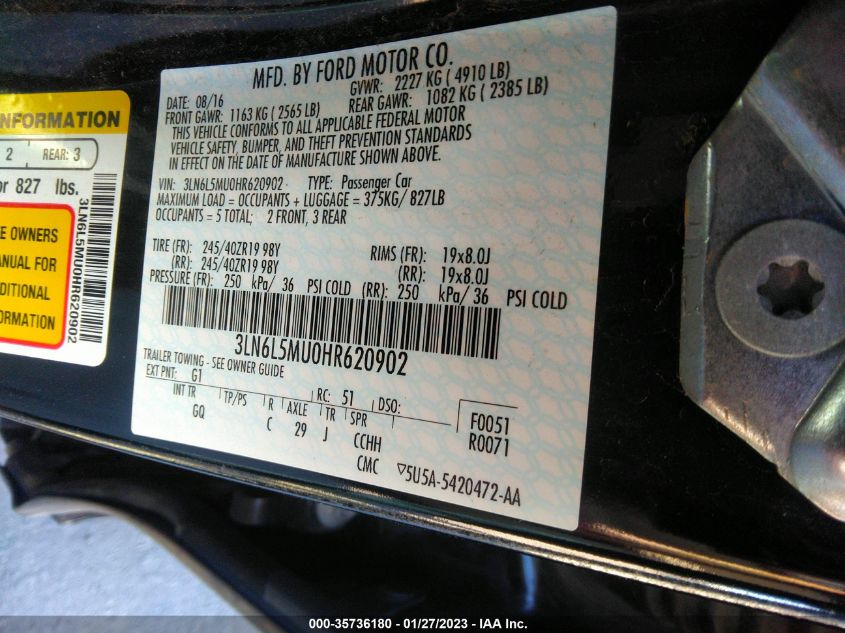 INFORMATION
2 REAR: 3
or 827 lbs.
EE OWNERS
ANUAL FOR
DDITIONAL
FORMATION
3LN6L5MU0HR620902
MFD. BY FORD MOTOR CO.
DATE: 08/16 GVWR: 2227 KG ( 4910 LB)
FRONT GAWR: 1163 KG ( 2565 LB) REAR GAWR: 1082 KG ( 2385 LB)
THIS VEHICLE CONFORMS TO ALL APPLICABLE FEDERAL MOTOR
VEHICLE SAFETY, BUMPER, AND THEFT PREVENTION STANDARDS
IN EFFECT ON THE DATE OF MANUFACTURE SHOWN ABOVE.
VIN: 3LN6L5MU0HR620902 TYPE: Passenger Car
MAXIMUM LOAD = OCCUPANTS + LUGGAGE = 375KG/ 827LB
OCCUPANTS = 5 TOTAL; 2 FRONT, 3 REAR
TIRE (FR): 245/40ZR19 98Y RIMS (FR): 19x8.0J
(RR): 245/40ZR19 98Y (RR): 19x8.0J
PRESSURE (FR): 250 kPa/ 36 PSI COLD (RR): 250 kPa/ 36 PSI COLD
3LN6L5MU0HR620902
TRAILER TOWING - SEE OWNER GUIDE
EXT PNT: G1 RC: 51 DSO:
INT TR TP/PS R AXLE TR SPR F0051
GQ C 29 J CCHH R0071
CMC ▽5U5A-5420472-AA
000-35736180 - 01/27/2023 - IAA Inc.